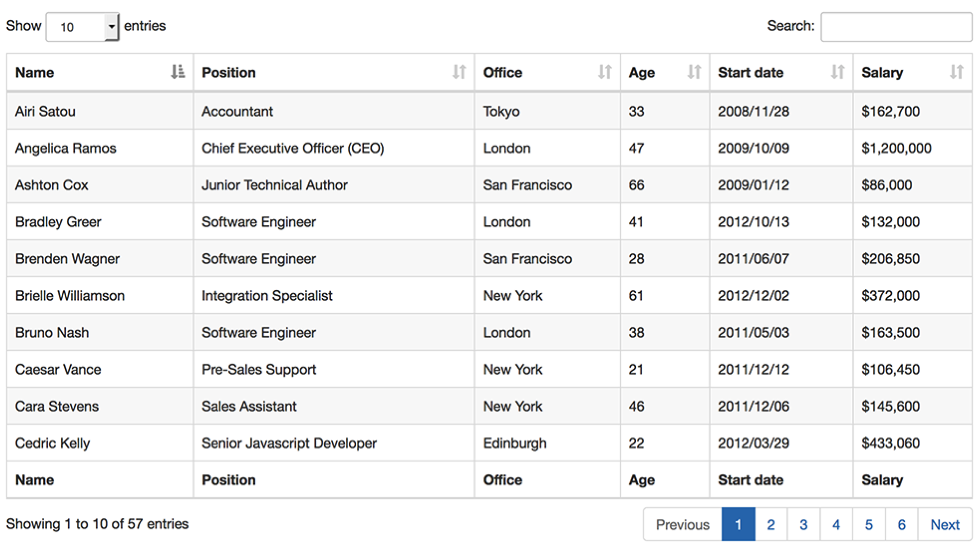 Show 10 entries Search:
Name Position Office Age Start date Salary
Airi Satou Accountant Tokyo 33 2008/11/28 $162,700
Angelica Ramos Chief Executive Officer (CEO) London 47 2009/10/09 $1,200,000
Ashton Cox Junior Technical Author San Francisco 66 2009/01/12 $86,000
Bradley Greer Software Engineer London 41 2012/10/13 $132,000
Brenden Wagner Software Engineer San Francisco 28 2011/06/07 $206,850
Brielle Williamson Integration Specialist New York 61 2012/12/02 $372,000
Bruno Nash Software Engineer London 38 2011/05/03 $163,500
Caesar Vance Pre-Sales Support New York 21 2011/12/12 $106,450
Cara Stevens Sales Assistant New York 46 2011/12/06 $145,600
Cedric Kelly Senior Javascript Developer Edinburgh 22 2012/03/29 $433,060
Name Position Office Age Start date Salary
Showing 1 to 10 of 57 entries Previous 1 2 3 4 5 6 Next